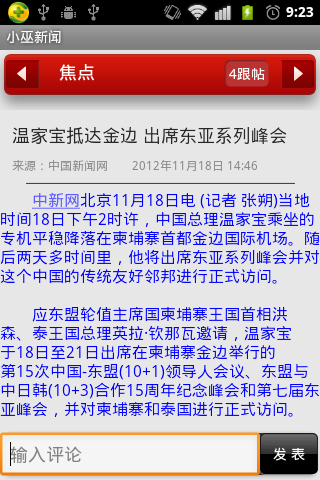 9:23
小巫新闻
焦点
4跟帖
温家宝抵达金边 出席东亚系列峰会
来源：中国新闻网 2012年11月18日 14:46
中新网北京11月18日电 (记者 张朔)当地
时间18日下午2时许，中国总理温家宝乘坐的
专机平稳降落在柬埔寨首都金边国际机场。随
后两天多时间里，他将出席东亚系列峰会并对
这个中国的传统友好邻邦进行正式访问。
应东盟轮值主席国柬埔寨王国首相洪
森、泰王国总理英拉·钦那瓦邀请，温家宝
于18日至21日出席在柬埔寨金边举行的
第15次中国-东盟(10+1)领导人会议、东盟与
中日韩(10+3)合作15周年纪念峰会和第七届东
亚峰会，并对柬埔寨和泰国进行正式访问。
输入评论
发 表